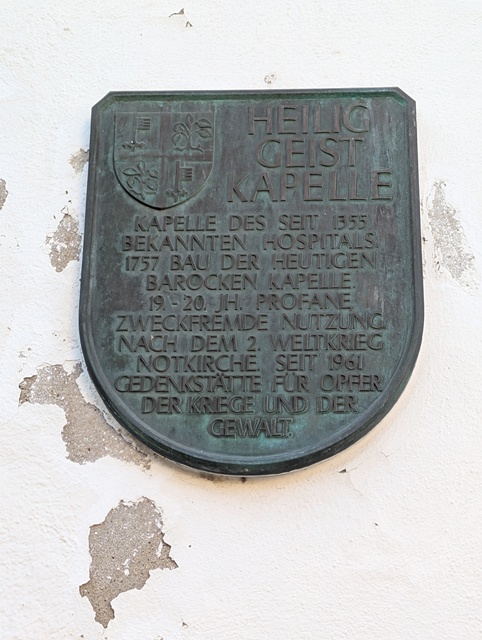 HEILIG
GEIST
KAPELLE
KAPELLE DES SEIT 1355
BEKANNTEN HOSPITALS.
1757 BAU DER HEUTIGEN
BAROCKEN KAPELLE
19.-20. JH. PROFANE
ZWECKFREMDE NUTZUNG
NACH DEM 2. WELTKRIEG
NOTKIRCHE. SEIT 1961
GEDENKSTÄTTE FÜR OPFER
DER KRIEGE UND DER
GEWALT.